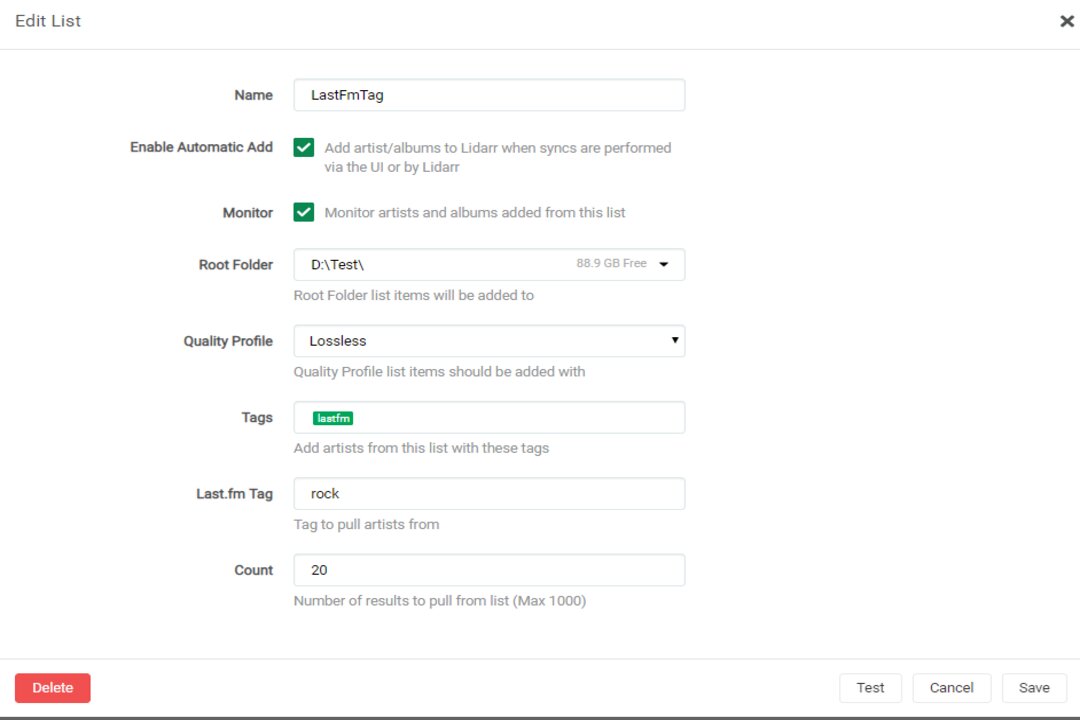 Edit List
Name
LastFmTag
Enable Automatic Add
Add artist/albums to Lidarr when syncs are performed
via the UI or by Lidarr
Monitor
Monitor artists and albums added from this list
Root Folder
D:\Test\
88.9 GB Free
Root Folder list items will be added to
Quality Profile
Lossless
Quality Profile list items should be added with
Tags
lastfm
Add artists from this list with these tags
Last.fm Tag
rock
Tag to pull artists from
Count
20
Number of results to pull from list (Max 1000)
Delete
Test
Cancel
Save